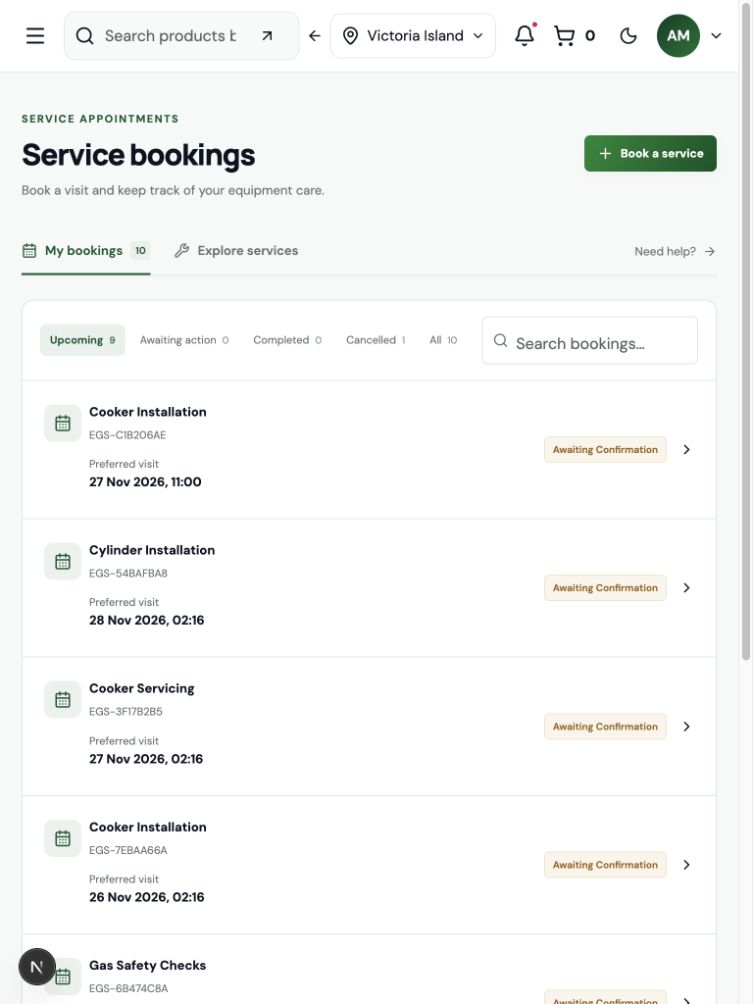 Search products b
Victoria Island
0
AM
SERVICE APPOINTMENTS
Service bookings
Book a service
Book a visit and keep track of your equipment care.
My bookings 10
Explore services
Need help?
Upcoming 9
Awaiting action 0
Completed 0
Cancelled 1
All 10
Search bookings...
Cooker Installation
EGS-C1B206AE
Preferred visit
27 Nov 2026, 11:00
Awaiting Confirmation
Cylinder Installation
EGS-54BAFBA8
Preferred visit
28 Nov 2026, 02:16
Awaiting Confirmation
Cooker Servicing
EGS-3F17B2B5
Preferred visit
27 Nov 2026, 02:16
Awaiting Confirmation
Cooker Installation
EGS-7EBAA66A
Preferred visit
26 Nov 2026, 02:16
Awaiting Confirmation
N
Gas Safety Checks
EGS-6B474C8A
Awaiting Confirmation